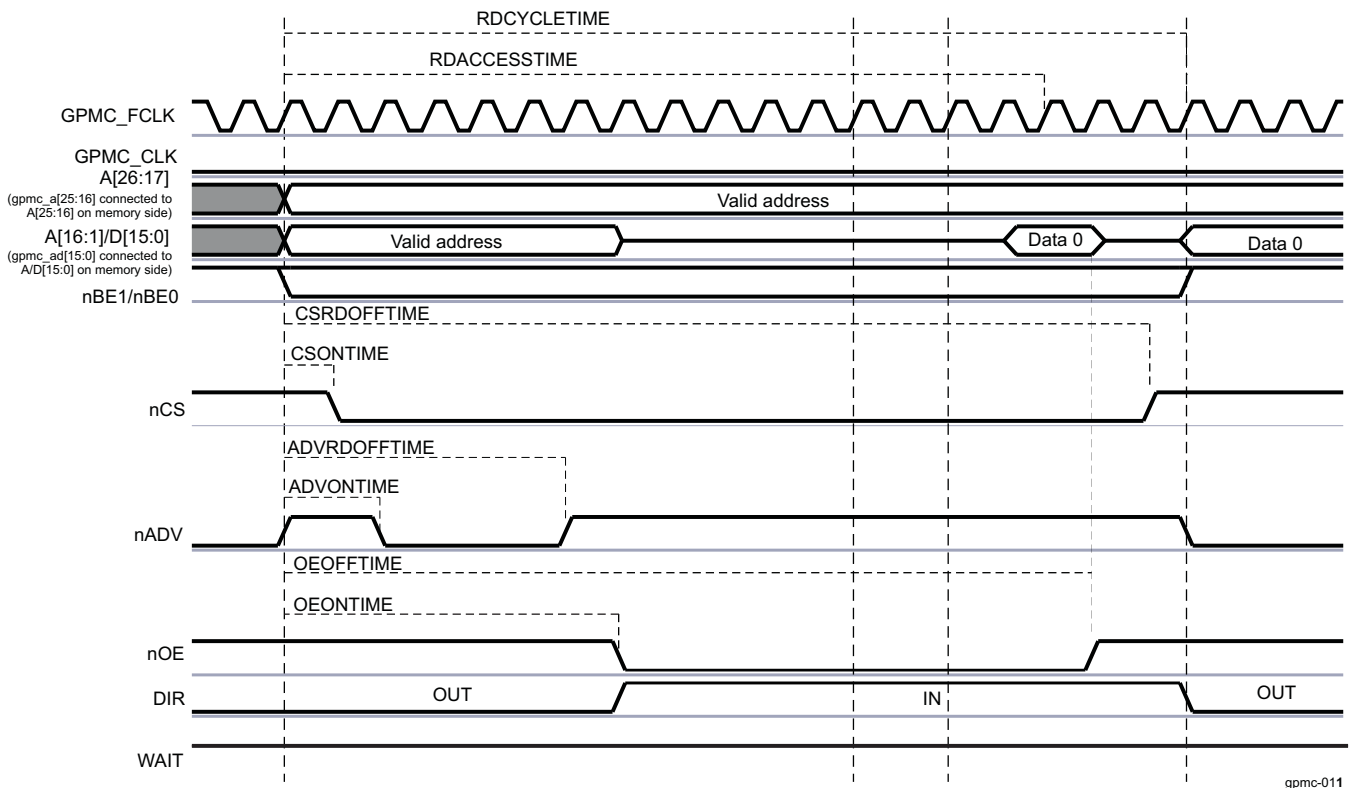 RDCYCLETIME
RDACCESSTIME
GPMC_FCLK
GPMC_CLK
A[26:17]
(gpmc_a[25:16] connected to
A[25:16] on memory side)
Valid address
A[16:1]/D[15:0]
(gpmc_ad[15:0] connected to
A/D[15:0] on memory side)
Valid address
Data 0
Data 0
nBE1/nBE0
CSRDOFFTIME
CSONTIME
nCS
ADVRDOFFTIME
ADVONTIME
nADV
OEOFFTIME
OEONTIME
nOE
DIR
OUT
IN
OUT
WAIT
gpmc-011